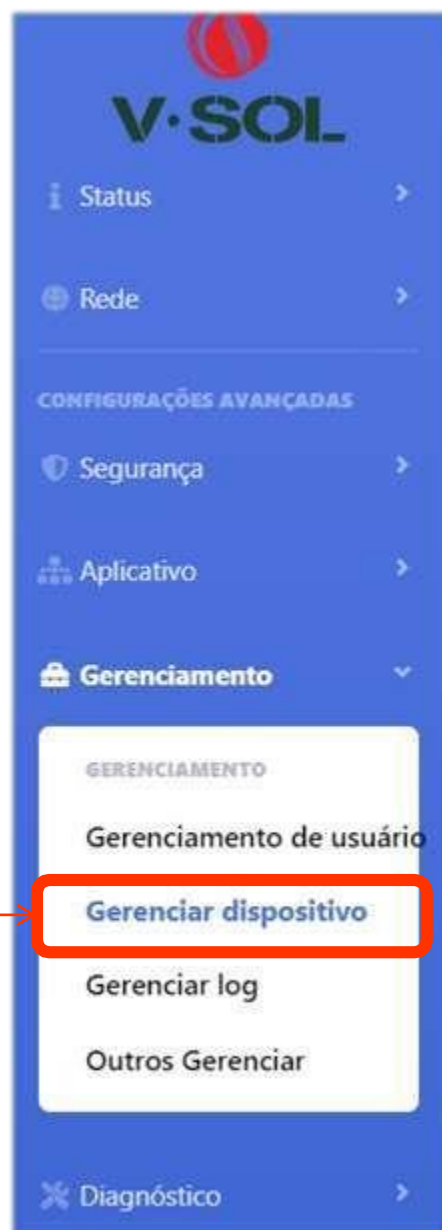 V·SOL
Status
Rede
CONFIGURAÇÕES AVANÇADAS
Segurança
Aplicativo
Gerenciamento
GERENCIAMENTO
Gerenciamento de usuário
Gerenciar dispositivo
Gerenciar log
Outros Gerenciar
Diagnóstico